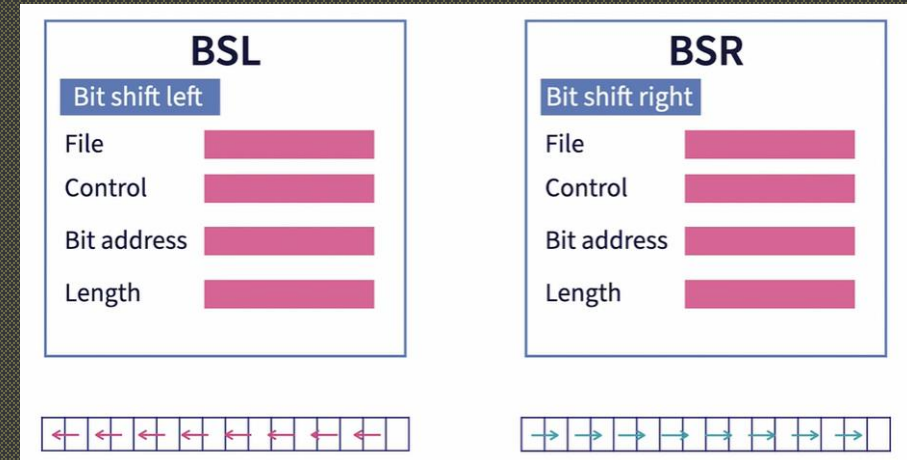 BSL
Bit shift left
File
Control
Bit address
Length
BSR
Bit shift right
File
Control
Bit address
Length